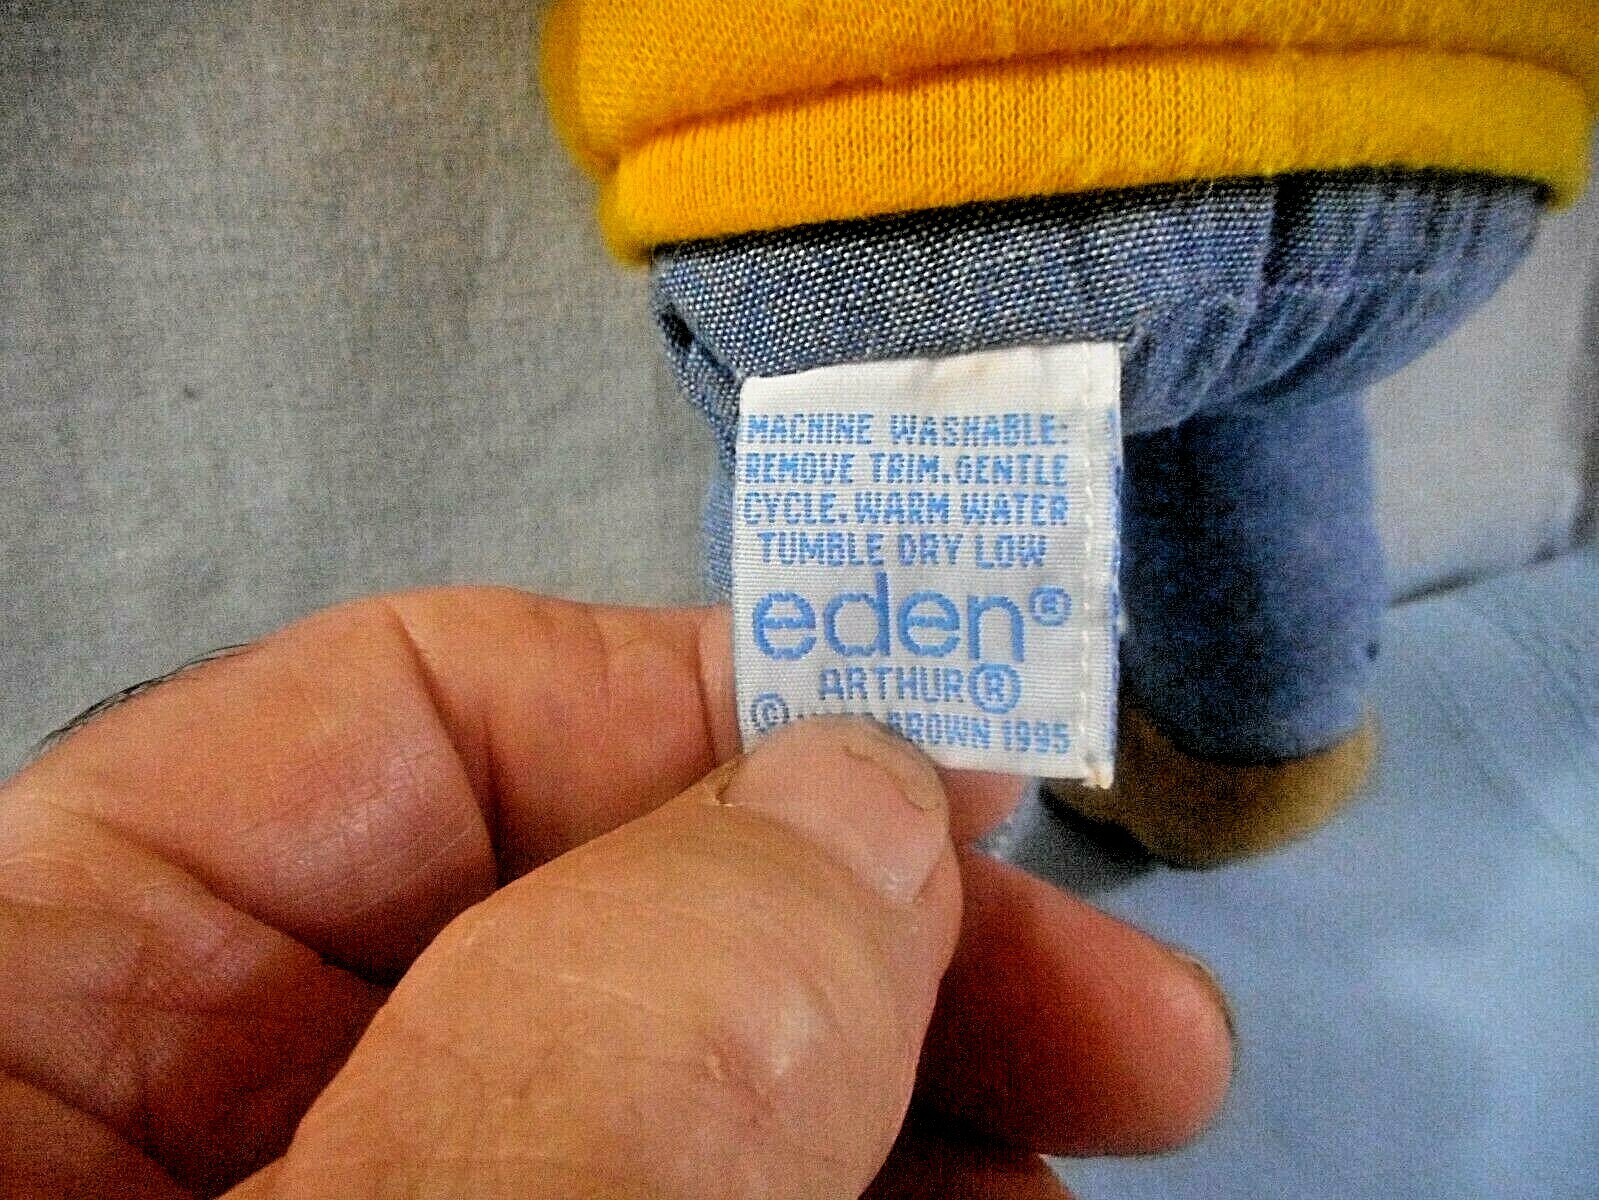 MACHINE WASHABLE:
REMOVE TRIM. GENTLE
CYCLE. WARM WATER
TUMBLE DRY LOW
eden®
ARTHUR®
© BROWN 1995